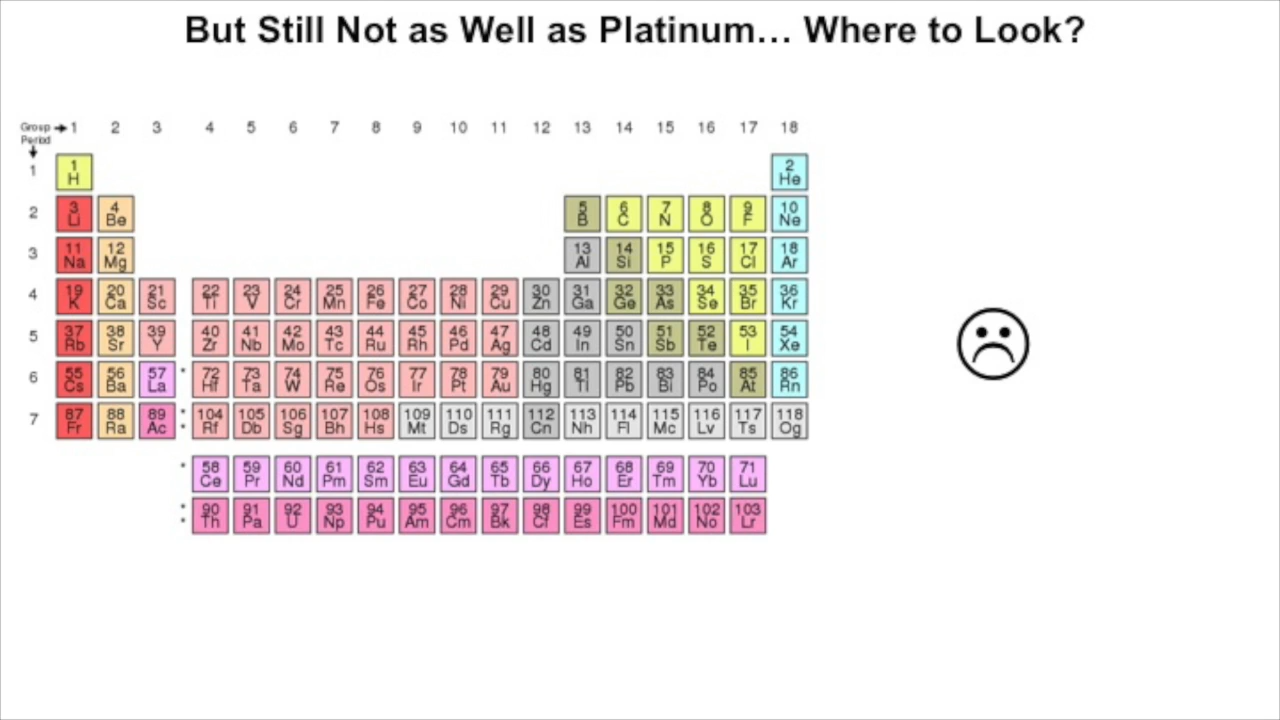 But Still Not as Well as Platinum... Where to Look?
Group → 1 2 3 4 5 6 7 8 9 10 11 12 13 14 15 16 17 18
Period
↓
1 1 2
H He
2 3 4 5 6 7 8 9 10
Li Be B C N O F Ne
3 11 12 13 14 15 16 17 18
Na Mg Al Si P S Cl Ar
4 19 20 21 22 23 24 25 26 27 28 29 30 31 32 33 34 35 36
K Ca Sc Ti V Cr Mn Fe Co Ni Cu Zn Ga Ge As Se Br Kr
5 37 38 39 40 41 42 43 44 45 46 47 48 49 50 51 52 53 54
Rb Sr Y Zr Nb Mo Tc Ru Rh Pd Ag Cd In Sn Sb Te I Xe
6 55 56 57 * 72 73 74 75 76 77 78 79 80 81 82 83 84 85 86
Cs Ba La Hf Ta W Re Os Ir Pt Au Hg Tl Pb Bi Po At Rn
7 87 88 89 * 104 105 106 107 108 109 110 111 112 113 114 115 116 117 118
Fr Ra Ac * Rf Db Sg Bh Hs Mt Ds Rg Cn Nh Fl Mc Lv Ts Og
* 58 59 60 61 62 63 64 65 66 67 68 69 70 71
Ce Pr Nd Pm Sm Eu Gd Tb Dy Ho Er Tm Yb Lu
* 90 91 92 93 94 95 96 97 98 99 100 101 102 103
* Th Pa U Np Pu Am Cm Bk Cf Es Fm Md No Lr